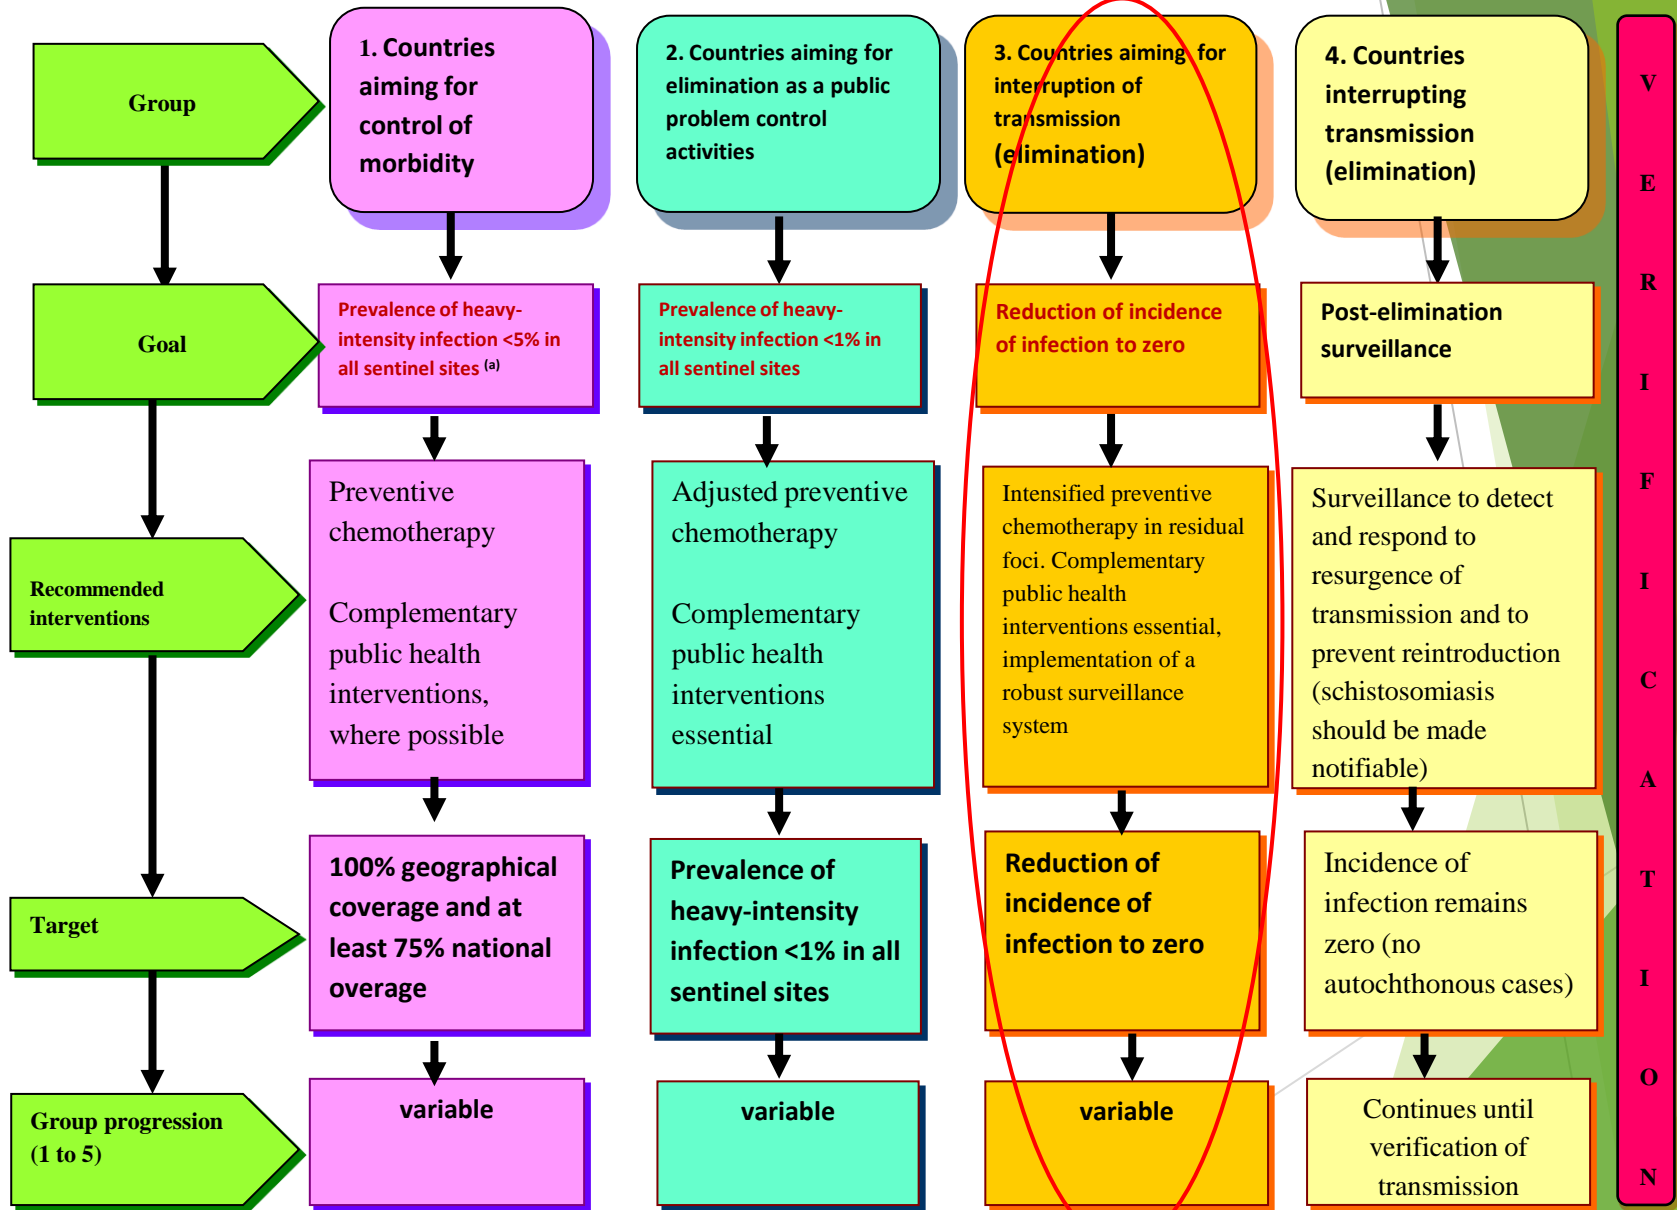 Group
1. Countries
aiming for
control of
morbidity
2. Countries aiming for
elimination as a public
problem control
activities
3. Countries aiming for
interruption of
transmission
(elimination)
4. Countries
interrupting
transmission
(elimination)
Goal
Prevalence of heavy-
intensity infection <5% in
all sentinel sites (a)
Prevalence of heavy-
intensity infection <1% in
all sentinel sites
Reduction of incidence
of infection to zero
Post-elimination
surveillance
Recommended
interventions
Preventive
chemotherapy
Complementary
public health
interventions,
where possible
Adjusted preventive
chemotherapy
Complementary
public health
interventions
essential
Intensified preventive
chemotherapy in residual
foci. Complementary
public health
interventions essential,
implementation of a
robust surveillance
system
Surveillance to detect
and respond to
resurgence of
transmission and to
prevent reintroduction
(schistosomiasis
should be made
notifiable)
Target
100% geographical
coverage and at
least 75% national
overage
Prevalence of
heavy-intensity
infection <1% in all
sentinel sites
Reduction of
incidence of
infection to zero
Incidence of
infection remains
zero (no
autochthonous cases)
Group progression
(1 to 5)
variable
variable
variable
Continues until
verification of
transmission
V
E
R
I
F
I
C
A
T
I
O
N